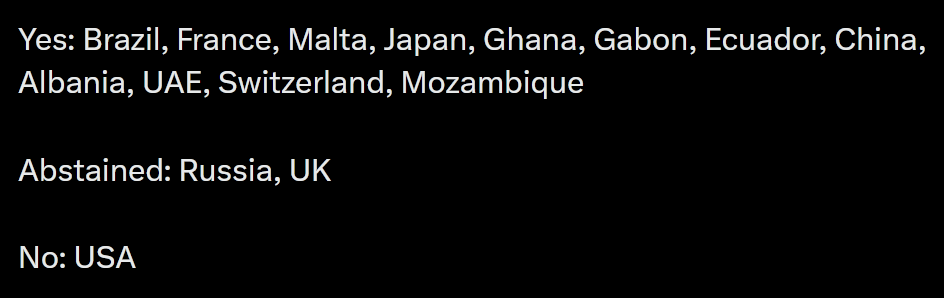 Yes: Brazil, France, Malta, Japan, Ghana, Gabon, Ecuador, China,
Albania, UAE, Switzerland, Mozambique
Abstained: Russia, UK
No: USA